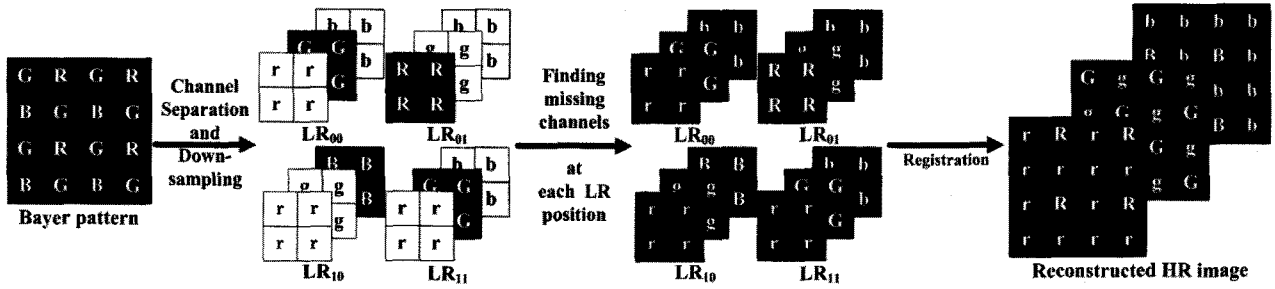 G R G R
B G B G
G R G R
B G B G
Bayer pattern
Channel
Separation
and
Down-
sampling
b b
b
G G
G
r r
r r
LR00
b b
b
g g
g
R R
R R
LR01
B B
B
g g
g
r r
r r
LR10
b b
b
G G
G
r r
r r
LR11
Finding
missing
channels
at
each LR
position
b b
b
G G
G
r r
r r
LR00
b b
b
g g
g
R R
R R
LR01
B B
B
g g
g
r r
r r
LR10
b b
b
G G
G
r r
r r
LR11
Registration
b b b b
B b B b
b b
B b
G g G g
g G g G
G g
g G
r R r R
r r r r
r R r R
r r r r
Reconstructed HR image